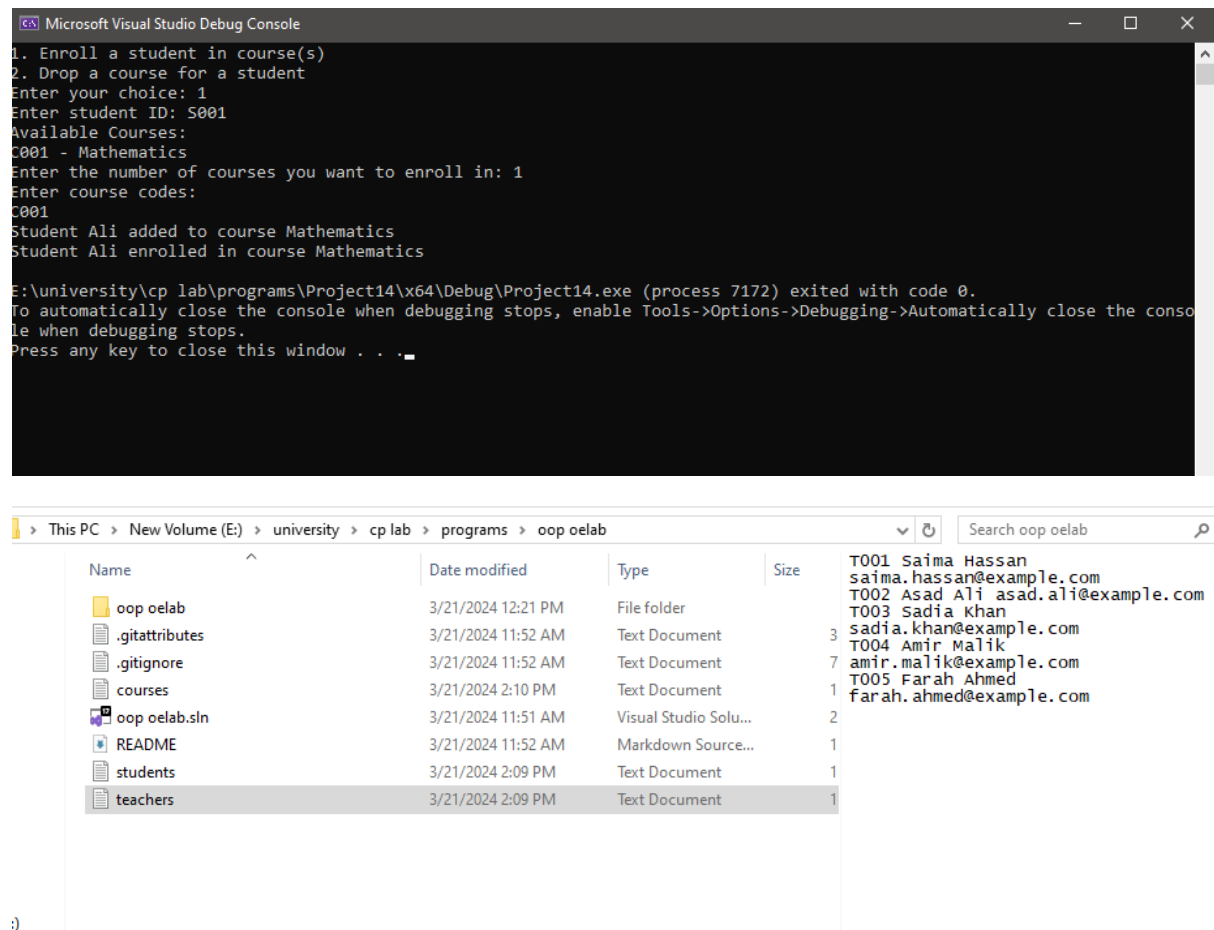 Microsoft Visual Studio Debug Console
1. Enroll a student in course(s)
2. Drop a course for a student
Enter your choice: 1
Enter student ID: S001
Available Courses:
C001 - Mathematics
Enter the number of courses you want to enroll in: 1
Enter course codes:
C001
Student Ali added to course Mathematics
Student Ali enrolled in course Mathematics
E:\university\cp lab\programs\Project14\x64\Debug\Project14.exe (process 7172) exited with code 0.
To automatically close the console when debugging stops, enable Tools->Options->Debugging->Automatically close the conso
le when debugging stops.
Press any key to close this window . . .
> This PC > New Volume (E:) > university > cp lab > programs > oop oelab
Search oop oelab
Name Date modified Type Size
oop oelab 3/21/2024 12:21 PM File folder
.gitattributes 3/21/2024 11:52 AM Text Document 3
.gitignore 3/21/2024 11:52 AM Text Document 7
courses 3/21/2024 2:10 PM Text Document 1
oop oelab.sln 3/21/2024 11:51 AM Visual Studio Solu... 2
README 3/21/2024 11:52 AM Markdown Source... 1
students 3/21/2024 2:09 PM Text Document 1
teachers 3/21/2024 2:09 PM Text Document 1
T001 Saima Hassan
saima.hassan@example.com
T002 Asad Ali asad.ali@example.com
T003 Sadia Khan
sadia.khan@example.com
T004 Amir Malik
amir.malik@example.com
T005 Farah Ahmed
farah.ahmed@example.com
:)